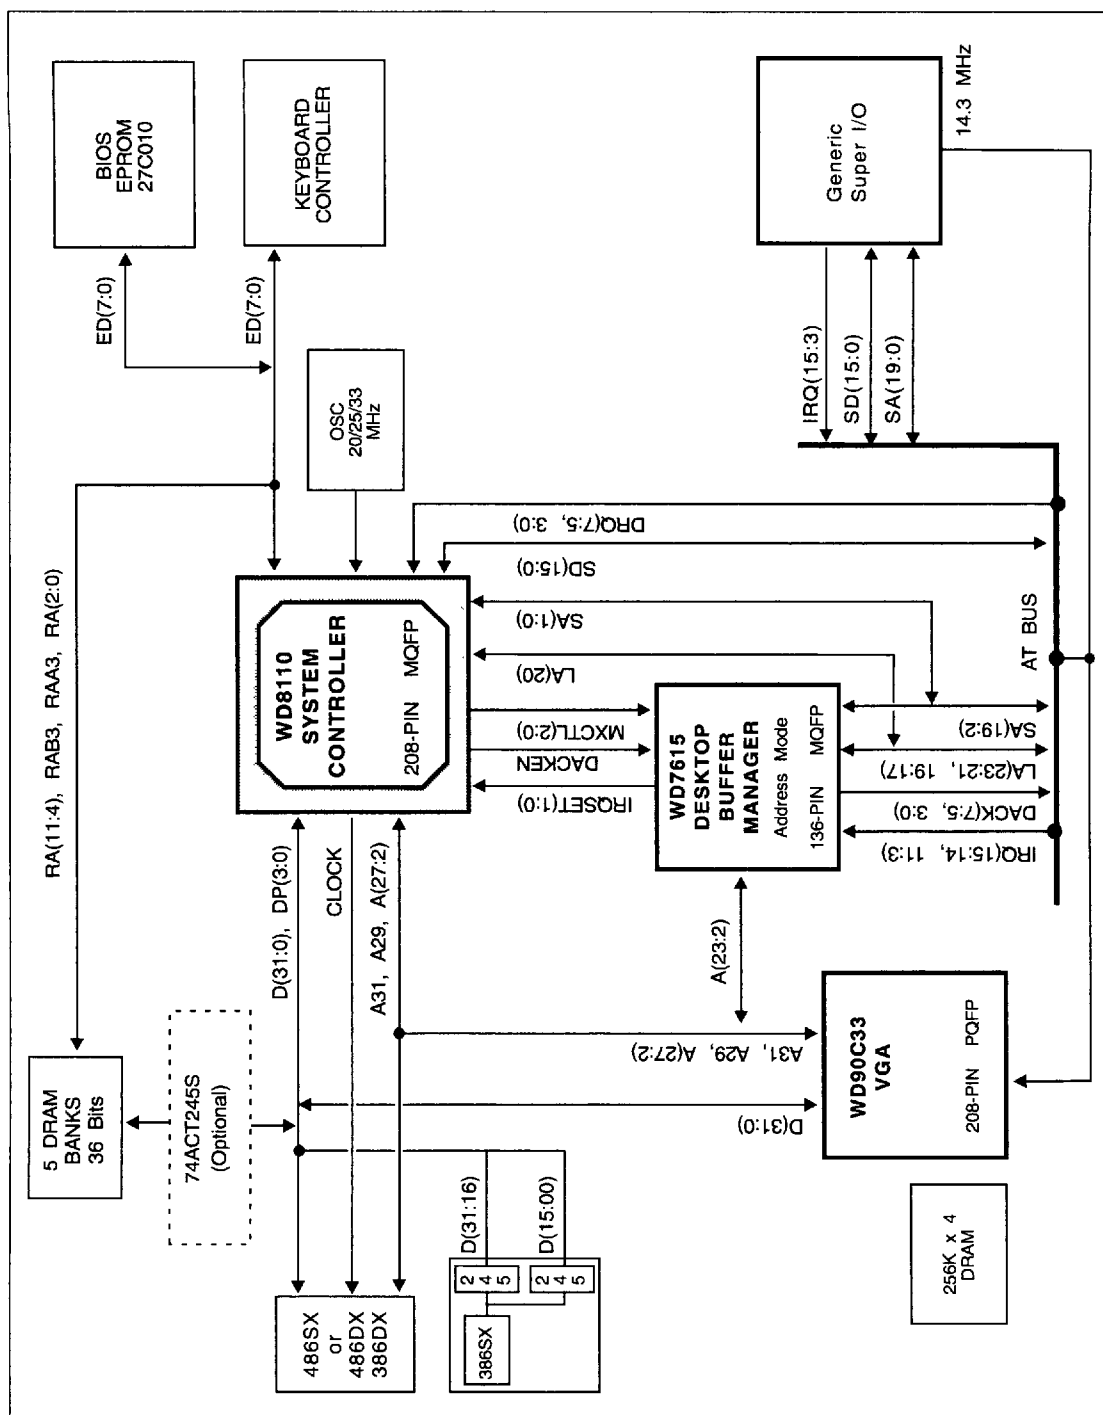 BIOS
EPROM
27C010
KEYBOARD
CONTROLLER
Generic
Super I/O
14.3 MHz
ED(7:0)
ED(7:0)
OSC
20/25/33
MHz
IRQ(15:3)
SD(15:0)
SA(19:0)
RA(11:4), RAB3, RAA3, RA(2:0)
DRQ(7:5, 3:0)
SD(15:0)
SA(1:0)
LA(20)
AT BUS
WD8110
SYSTEM
CONTROLLER
208-PIN MQFP
MXCTL(2:0)
DACKEN
IRQSET(1:0)
WD7615
DESKTOP
BUFFER
MANAGER
Address Mode
136-PIN MQFP
SA(19:2)
LA(23:21, 19:17)
DACK(7:5, 3:0)
IRQ(15:14, 11:3)
D(31:0), DP(3:0)
CLOCK
A31, A29, A(27:2)
A(23:2)
5 DRAM
BANKS
36 Bits
74ACT245S
(Optional)
A31, A29, A(27:2)
D(31:0)
WD90C33
VGA
208-PIN PQFP
486SX
or
486DX
386DX
D(31:16)
D(15:00)
2 4 5
2 4 5
386SX
256K x 4
DRAM